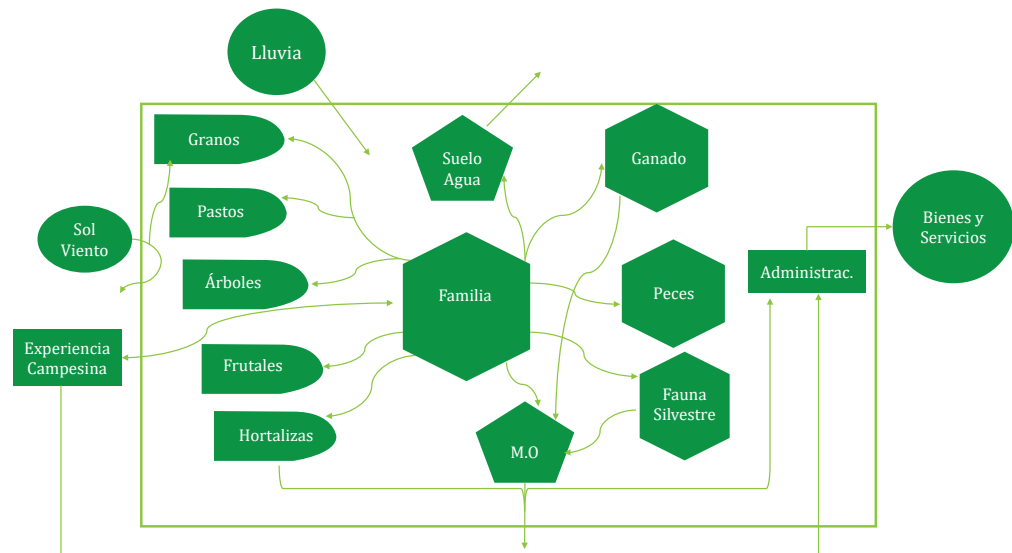 Lluvia
Granos
Suelo
Agua
Ganado
Pastos
Sol
Viento
Bienes y
Servicios
Árboles
Familia
Peces
Administrac.
Experiencia
Campesina
Frutales
Fauna
Silvestre
Hortalizas
M.O